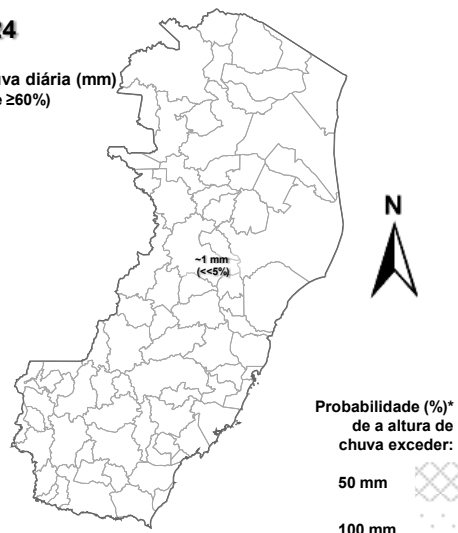 24
uva diária (mm)
e ≥60%)
N
~1 mm
(<<5%)
Probabilidade (%)*
de a altura de
chuva exceder:
50 mm
100 mm